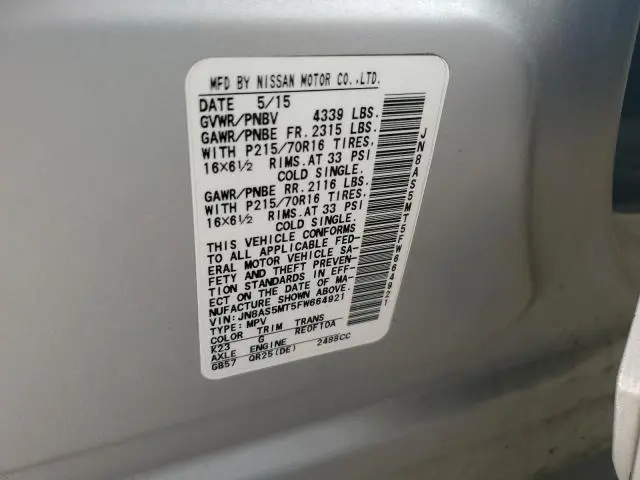 MFD BY NISSAN MOTOR CO.,LTD.
DATE 5/15
GVWR/PNBV 4339 LBS.
GAWR/PNBE FR. 2315 LBS.
WITH P215/70R16 TIRES,
16X6½ RIMS. AT 33 PSI
COLD SINGLE.
GAWR/PNBE RR. 2116 LBS.
WITH P215/70R16 TIRES,
16X6½ RIMS. AT 33 PSI
COLD SINGLE.
THIS VEHICLE CONFORMS
TO ALL APPLICABLE FED-
ERAL MOTOR VEHICLE SA-
FETY AND THEFT PREVEN-
TION STANDARDS IN EFF-
ECT ON THE DATE OF MA-
NUFACTURE SHOWN ABOVE.
VIN: JN8AS5MT5FW664921
TYPE: MPV
COLOR TRIM TRANS
K23 G RE0F10A
AXLE ENGINE
GB57 QR25(DE) 2488CC
JN8AS5MT5FW664921